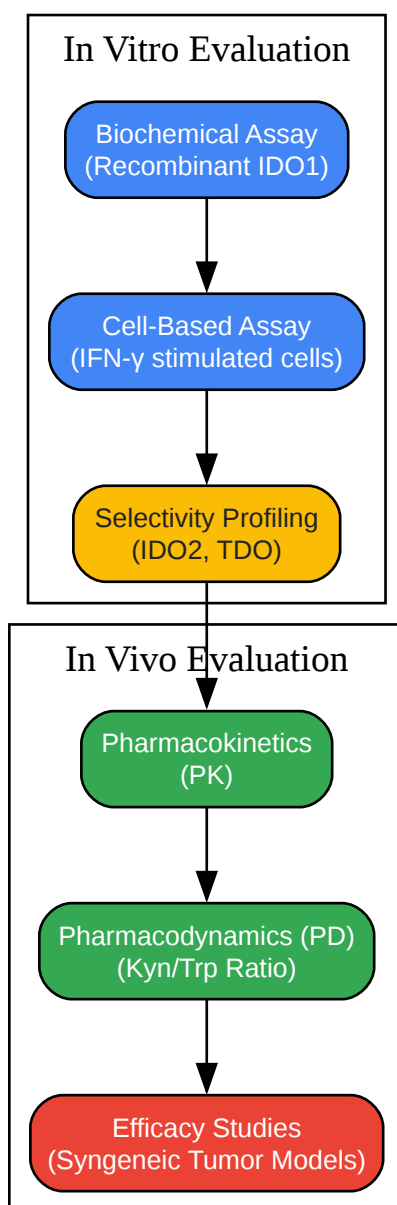 In Vitro Evaluation
Biochemical Assay
(Recombinant IDO1)
Cell-Based Assay
(IFN-γ stimulated cells)
Selectivity Profiling
(IDO2, TDO)
In Vivo Evaluation
Pharmacokinetics
(PK)
Pharmacodynamics (PD)
(Kyn/Trp Ratio)
Efficacy Studies
(Syngeneic Tumor Models)